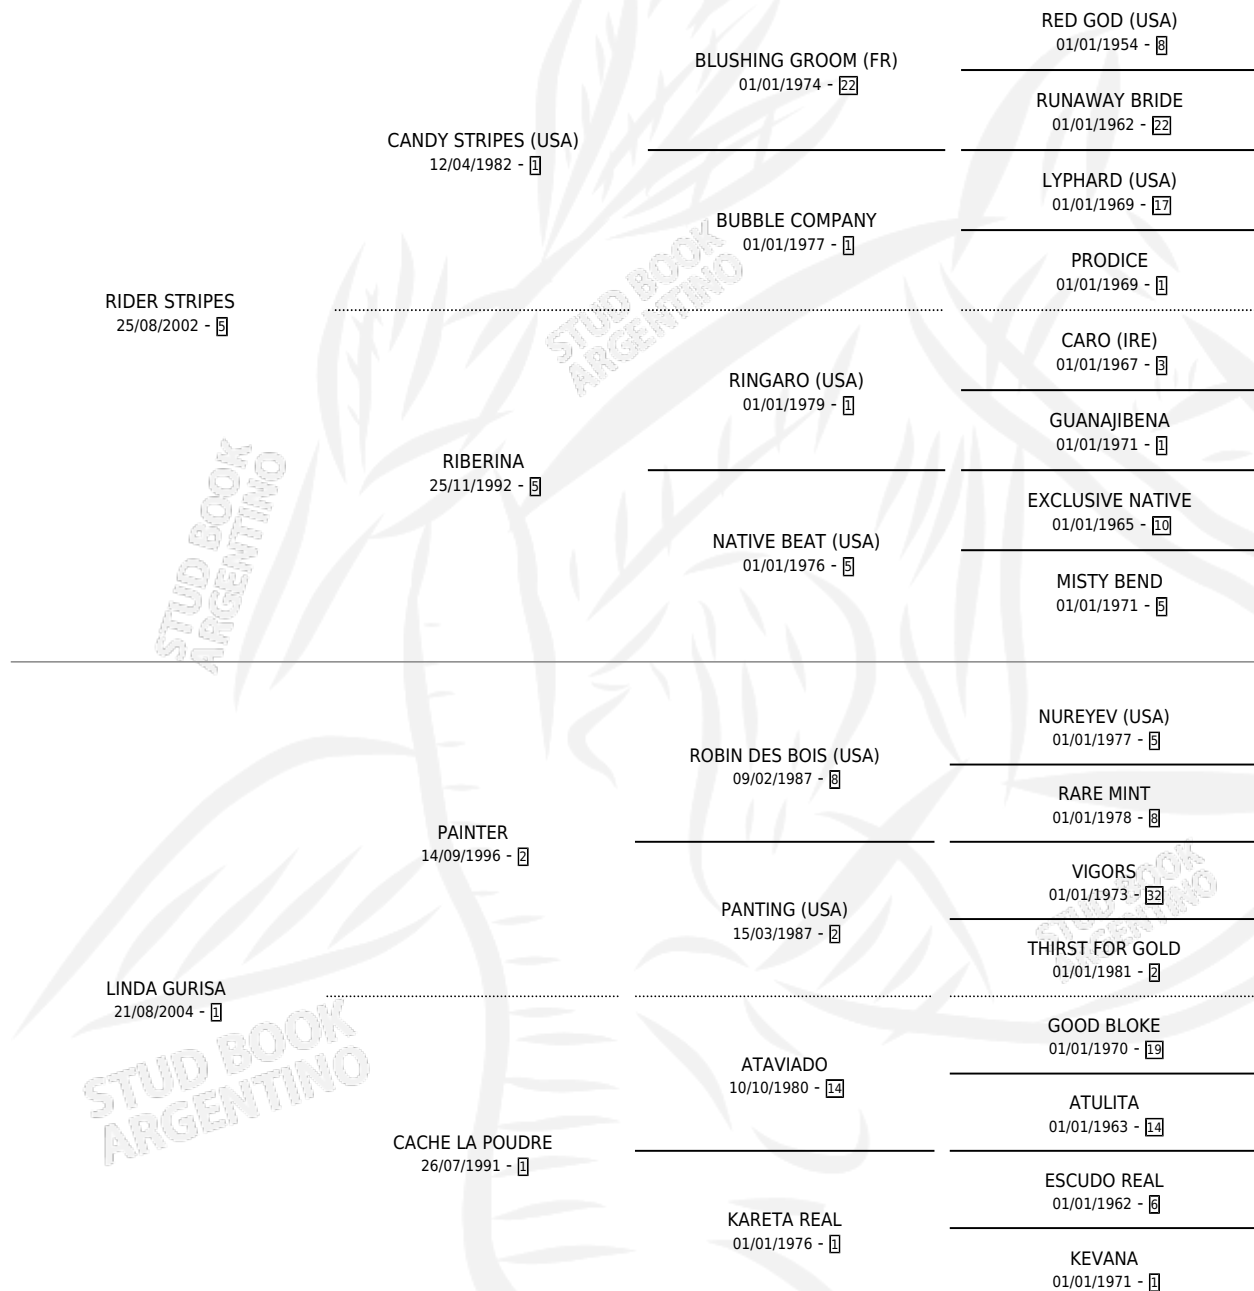 RED GOD (USA)
01/01/1954 - 8
BLUSHING GROOM (FR)
01/01/1974 - 22
RUNAWAY BRIDE
01/01/1962 - 22
CANDY STRIPES (USA)
12/04/1982 - 1
LYPHARD (USA)
01/01/1969 - 17
BUBBLE COMPANY
01/01/1977 - 1
PRODICE
01/01/1969 - 1
RIDER STRIPES
25/08/2002 - 5
CARO (IRE)
01/01/1967 - 3
RINGARO (USA)
01/01/1979 - 1
GUANAJIBENA
01/01/1971 - 1
RIBERINA
25/11/1992 - 5
EXCLUSIVE NATIVE
01/01/1965 - 10
NATIVE BEAT (USA)
01/01/1976 - 5
MISTY BEND
01/01/1971 - 5
NUREYEV (USA)
01/01/1977 - 5
ROBIN DES BOIS (USA)
09/02/1987 - 8
RARE MINT
01/01/1978 - 8
PAINTER
14/09/1996 - 2
VIGORS
01/01/1973 - 32
PANTING (USA)
15/03/1987 - 2
THIRST FOR GOLD
01/01/1981 - 2
LINDA GURISA
21/08/2004 - 1
GOOD BLOKE
01/01/1970 - 19
ATAVIADO
10/10/1980 - 14
ATULITA
01/01/1963 - 14
CACHE LA POUDRE
26/07/1991 - 1
ESCUDO REAL
01/01/1962 - 6
KARETA REAL
01/01/1976 - 1
KEVANA
01/01/1971 - 1
STUD BOOK
ARGENTINO
STUD BOOK
ARGENTINO
STUD BOOK
ARGENTINO
STUD BOOK
ARGENTINO